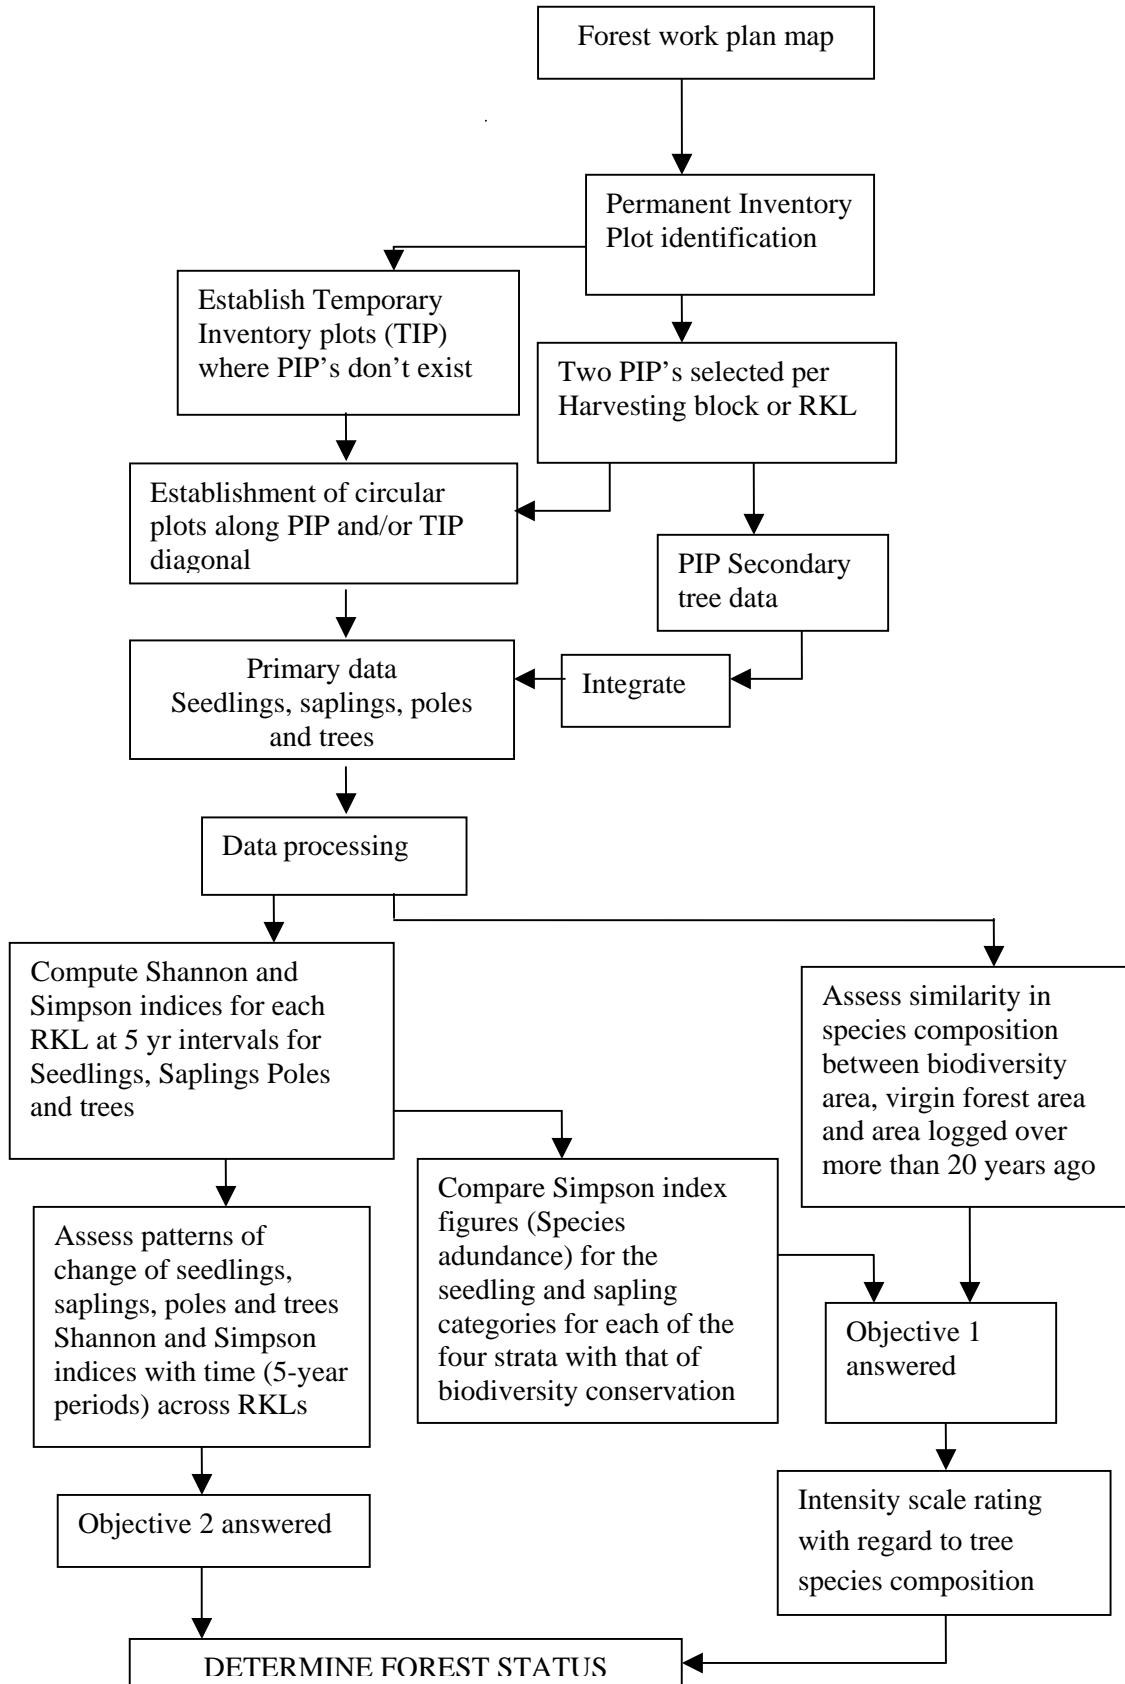 Forest work plan map
Permanent Inventory
Plot identification
Establish Temporary
Inventory plots (TIP)
where PIP's don't exist
Two PIP's selected per
Harvesting block or RKL
Establishment of circular
plots along PIP and/or TIP
diagonal
PIP Secondary
tree data
Primary data
Seedlings, saplings, poles
and trees
Integrate
Data processing
Compute Shannon and
Simpson indices for each
RKL at 5 yr intervals for
Seedlings, Saplings Poles
and trees
Assess similarity in
species composition
between biodiversity
area, virgin forest area
and area logged over
more than 20 years ago
Compare Simpson index
figures (Species
adundance) for the
seedling and sapling
categories for each of the
four strata with that of
biodiversity conservation
Assess patterns of
change of seedlings,
saplings, poles and trees
Shannon and Simpson
indices with time (5-year
periods) across RKLs
Objective 1
answered
Objective 2 answered
Intensity scale rating
with regard to tree
species composition
DETERMINE FOREST STATUS